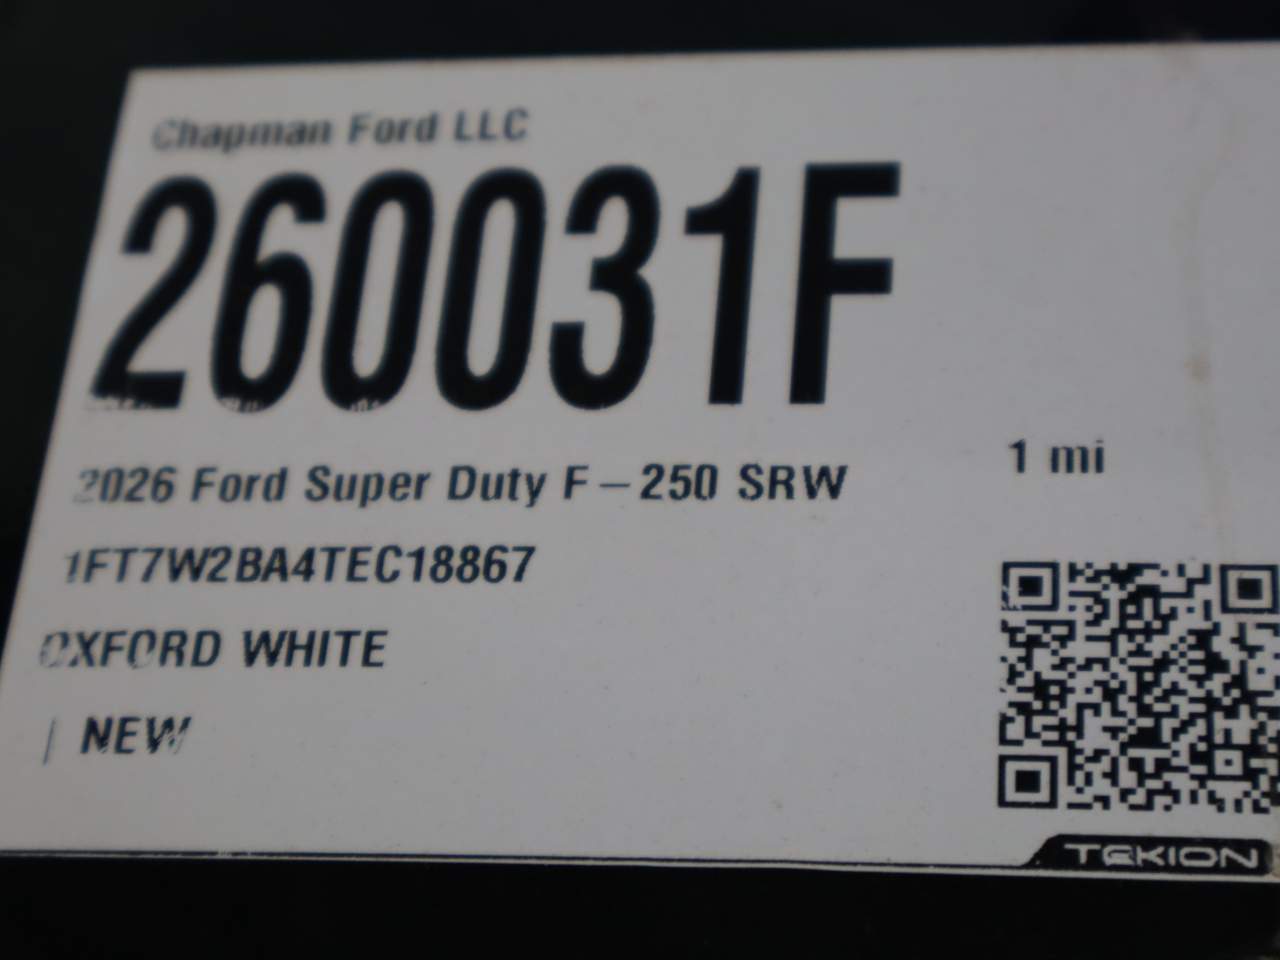 Chapman Ford LLC
260031F
2026 Ford Super Duty F-250 SRW
1 mi
1FT7W2BA4TEC18867
OXFORD WHITE
| NEW
TEKION